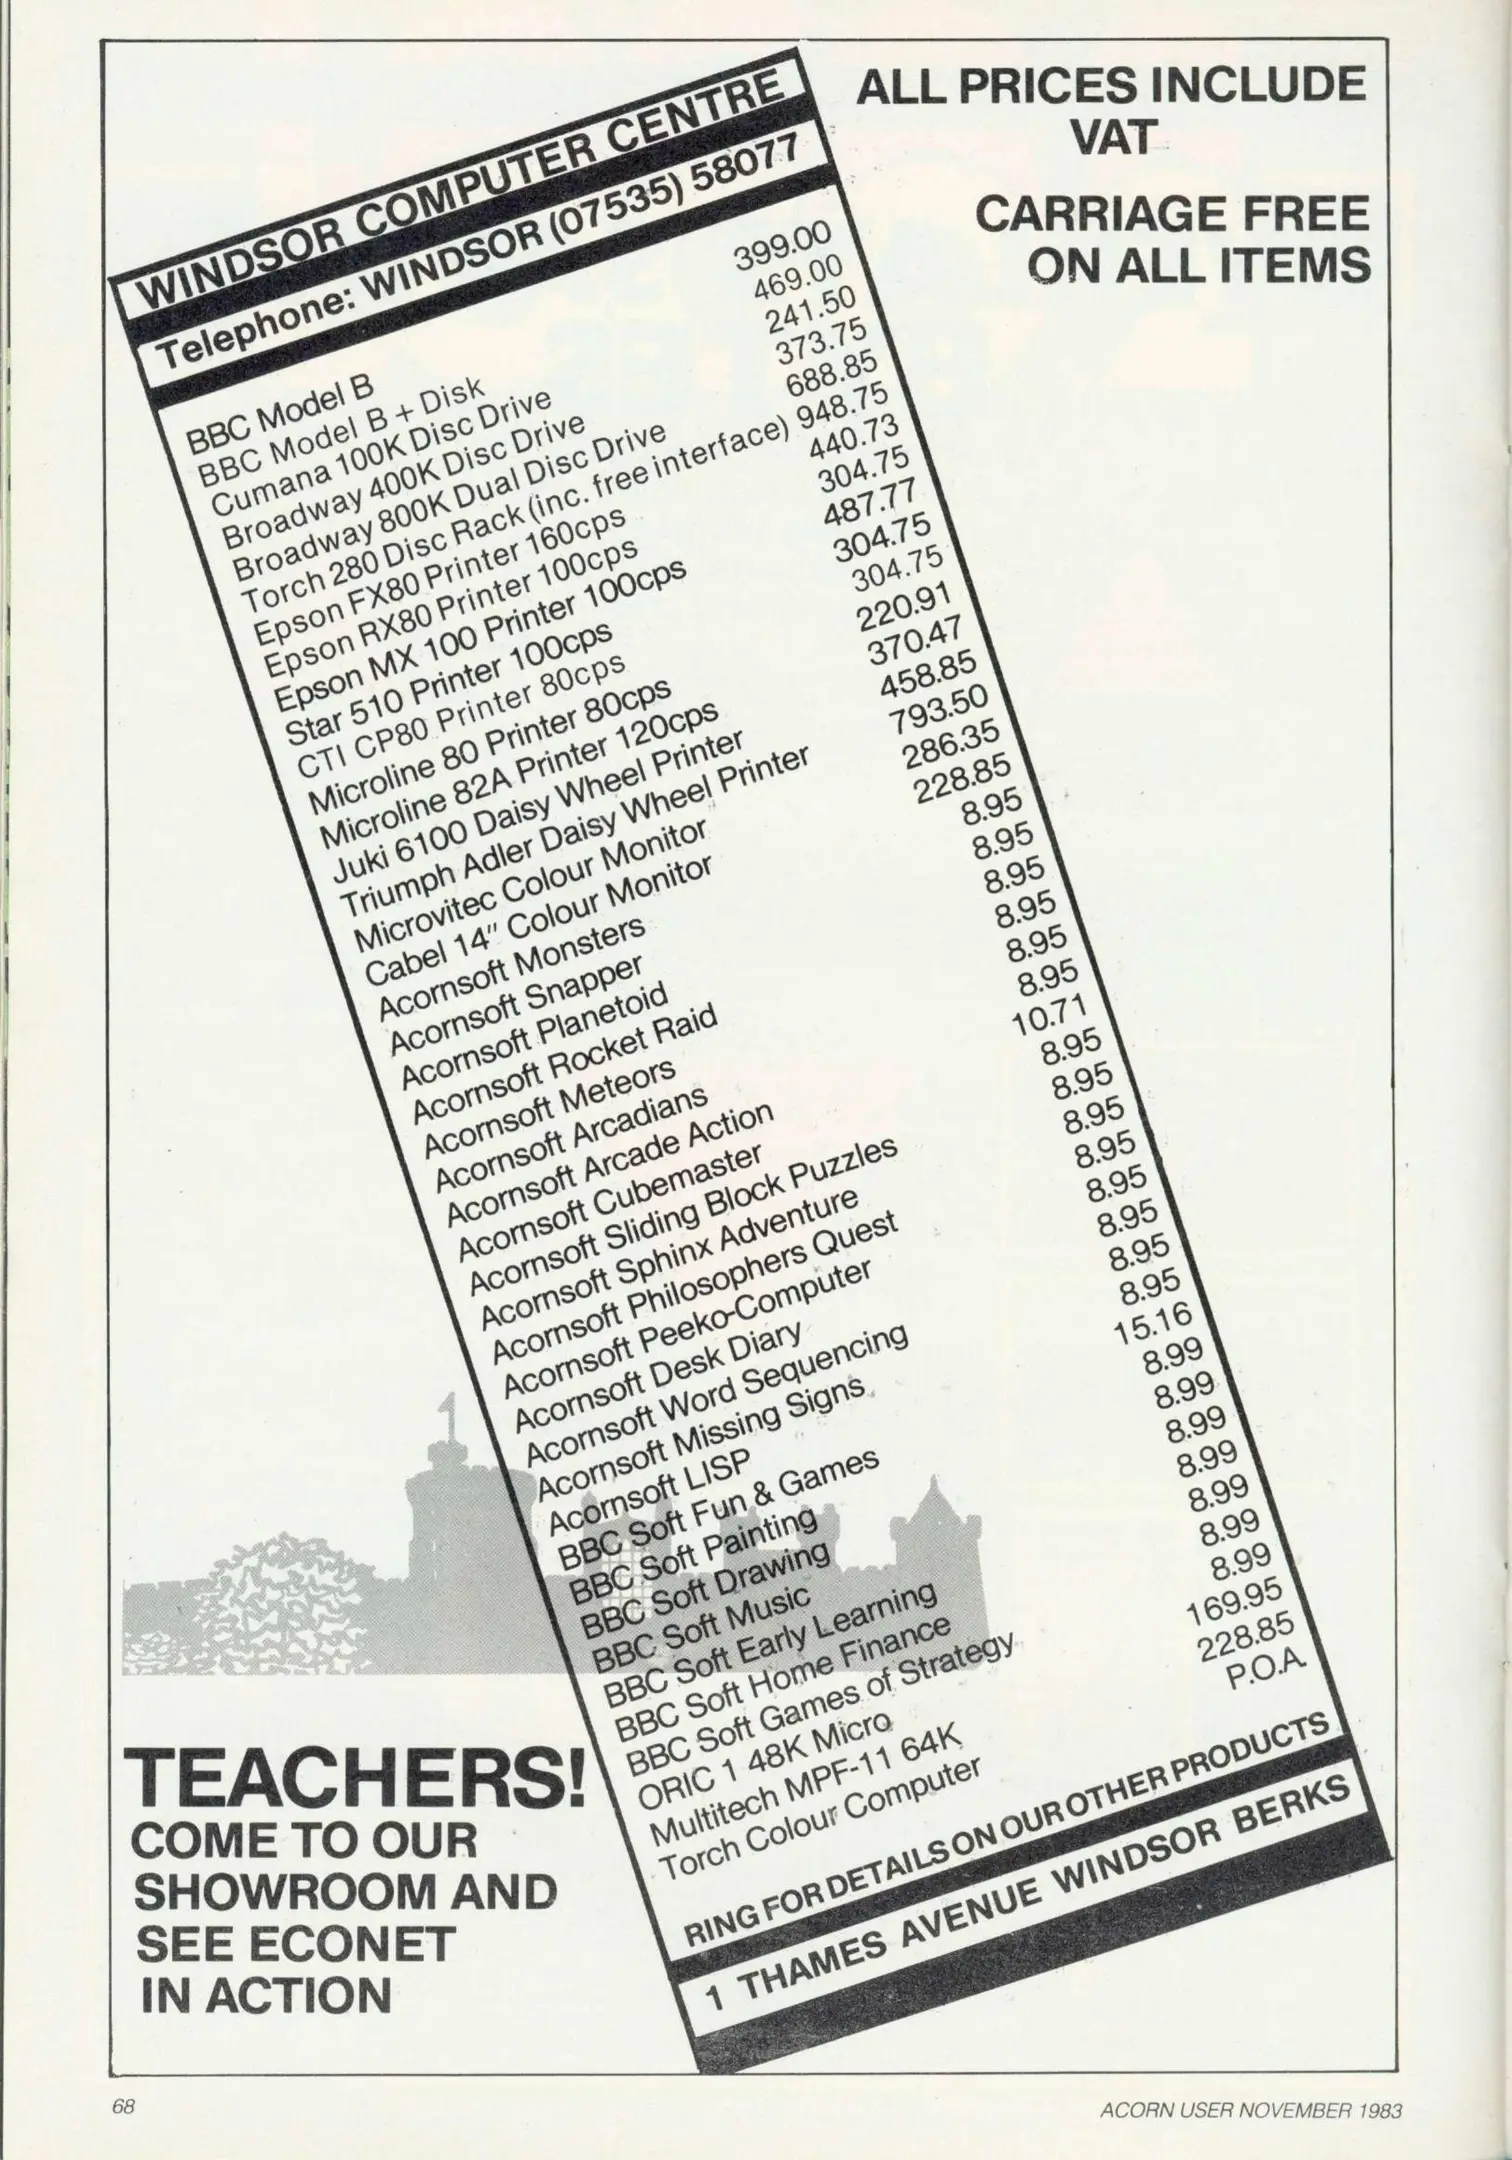 WINDSOR COMPUTER CENTRE
Telephone: WINDSOR (07535) 58077
ALL PRICES INCLUDE
VAT
CARRIAGE FREE
ON ALL ITEMS
BBC Model B 399.00
BBC Model B + Disk 469.00
Cumana 100K Disc Drive 241.50
Broadway 400K Disc Drive 373.75
Broadway 800K Dual Disc Drive 688.85
Torch 280 Disc Rack (inc. free interface) 948.75
Epson FX80 Printer 160cps 440.73
Epson RX80 Printer 100cps 304.75
Epson MX 100 Printer 100cps 487.77
Star 510 Printer 100cps 304.75
CTI CP80 Printer 80cps 304.75
Microline 80 Printer 80cps 220.91
Microline 82A Printer 120cps 370.47
Juki 6100 Daisy Wheel Printer 458.85
Triumph Adler Daisy Wheel Printer 793.50
Microvitec Colour Monitor 286.35
Cabel 14" Colour Monitor 228.85
Acornsoft Monsters 8.95
Acornsoft Snapper 8.95
Acornsoft Planetoid 8.95
Acornsoft Rocket Raid 8.95
Acornsoft Meteors 8.95
Acornsoft Arcadians 8.95
Acornsoft Arcade Action 10.71
Acornsoft Cubemaster 8.95
Acornsoft Sliding Block Puzzles 8.95
Acornsoft Sphinx Adventure 8.95
Acornsoft Philosophers Quest 8.95
Acornsoft Peeko-Computer 8.95
Acornsoft Desk Diary 8.95
Acornsoft Word Sequencing 8.95
Acornsoft Missing Signs 8.95
Acornsoft LISP 15.16
BBC Soft Fun & Games 8.99
BBC Soft Painting 8.99
BBC Soft Drawing 8.99
BBC Soft Music 8.99
BBC Soft Early Learning 8.99
BBC Soft Home Finance 8.99
BBC Soft Games of Strategy 8.99
ORIC 1 48K Micro 169.95
Multitech MPF-11 64K 228.85
Torch Colour Computer P.O.A.
RING FOR DETAILS ON OUR OTHER PRODUCTS
1 THAMES AVENUE WINDSOR BERKS
TEACHERS!
COME TO OUR
SHOWROOM AND
SEE ECONET
IN ACTION
68
ACORN USER NOVEMBER 1983